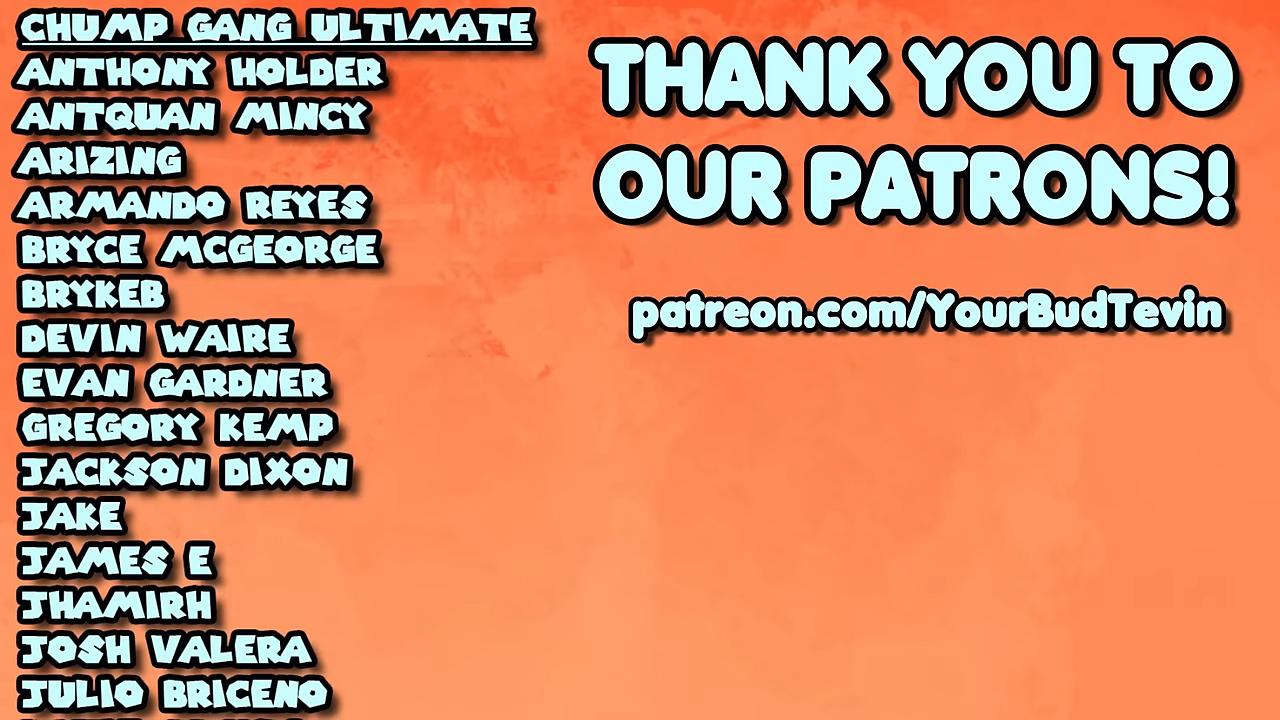 CHUMP GANG ULTIMATE
ANTHONY HOLDER
ANTQUAN MINCY
ARIZING
ARMANDO REYES
BRYCE MCGEORGE
BRYKEB
DEVIN WAIRE
EVAN GARDNER
GREGORY KEMP
JACKSON DIXON
JAKE
JAMES E
JHAMIRH
JOSH VALERA
JULIO BRICENO
THANK YOU TO
OUR PATRONS!
patreon.com/YourBudTevin